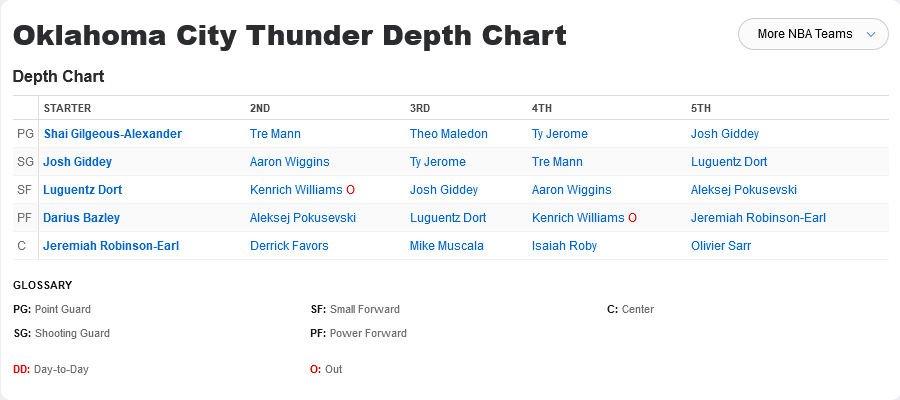 Oklahoma City Thunder Depth Chart
More NBA Teams
Depth Chart
STARTER 2ND 3RD 4TH 5TH
PG Shai Gilgeous-Alexander Tre Mann Theo Maledon Ty Jerome Josh Giddey
SG Josh Giddey Aaron Wiggins Ty Jerome Tre Mann Luguentz Dort
SF Luguentz Dort Kenrich Williams O Josh Giddey Aaron Wiggins Aleksej Pokusevski
PF Darius Bazley Aleksej Pokusevski Luguentz Dort Kenrich Williams O Jeremiah Robinson-Earl
C Jeremiah Robinson-Earl Derrick Favors Mike Muscala Isaiah Roby Olivier Sarr
GLOSSARY
PG: Point Guard SF: Small Forward C: Center
SG: Shooting Guard PF: Power Forward
DD: Day-to-Day O: Out